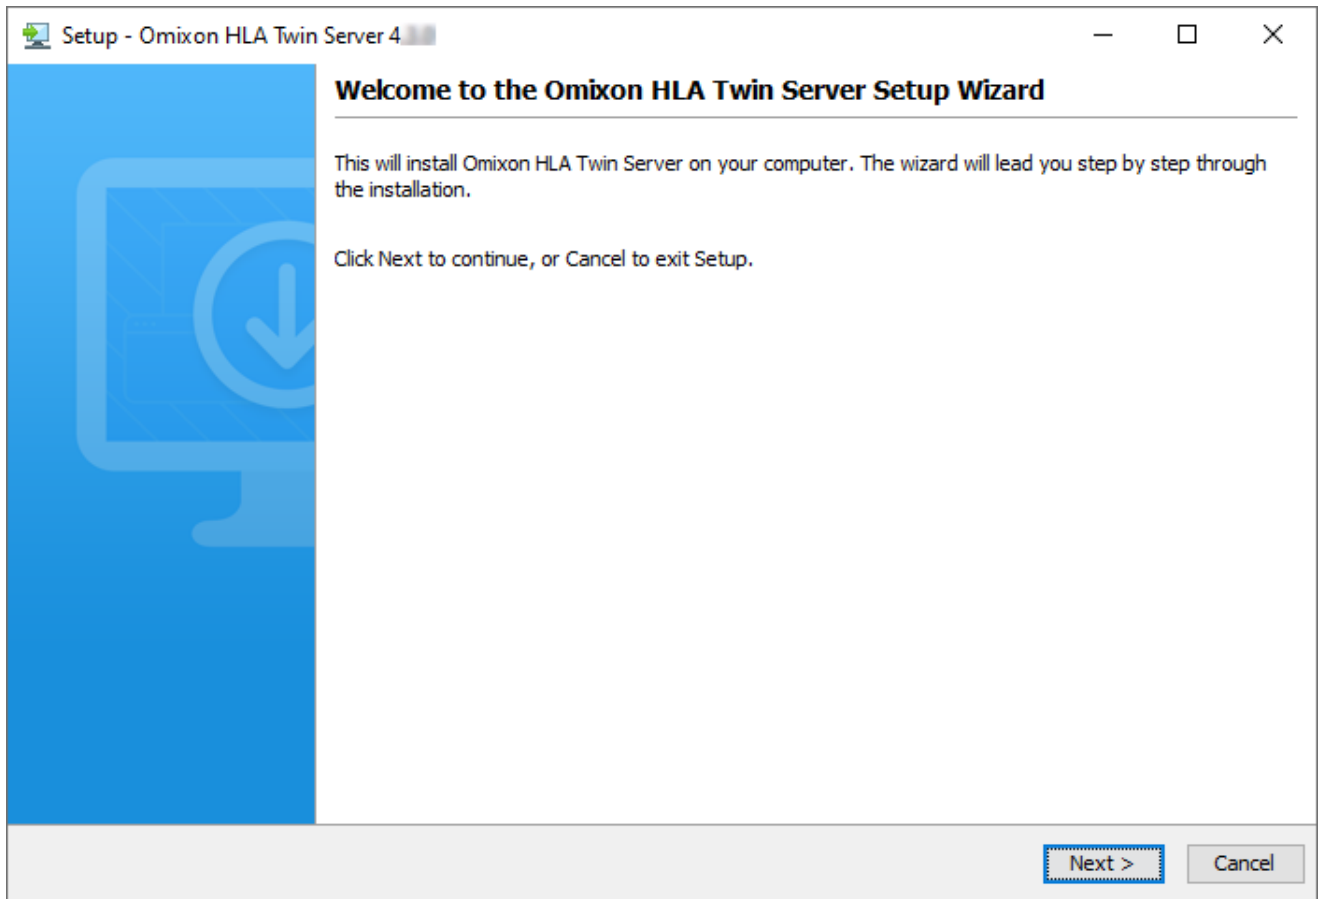 Setup - Omixon HLA Twin Server 4
Welcome to the Omixon HLA Twin Server Setup Wizard
This will install Omixon HLA Twin Server on your computer. The wizard will lead you step by step through
the installation.
Click Next to continue, or Cancel to exit Setup.
Next >
Cancel